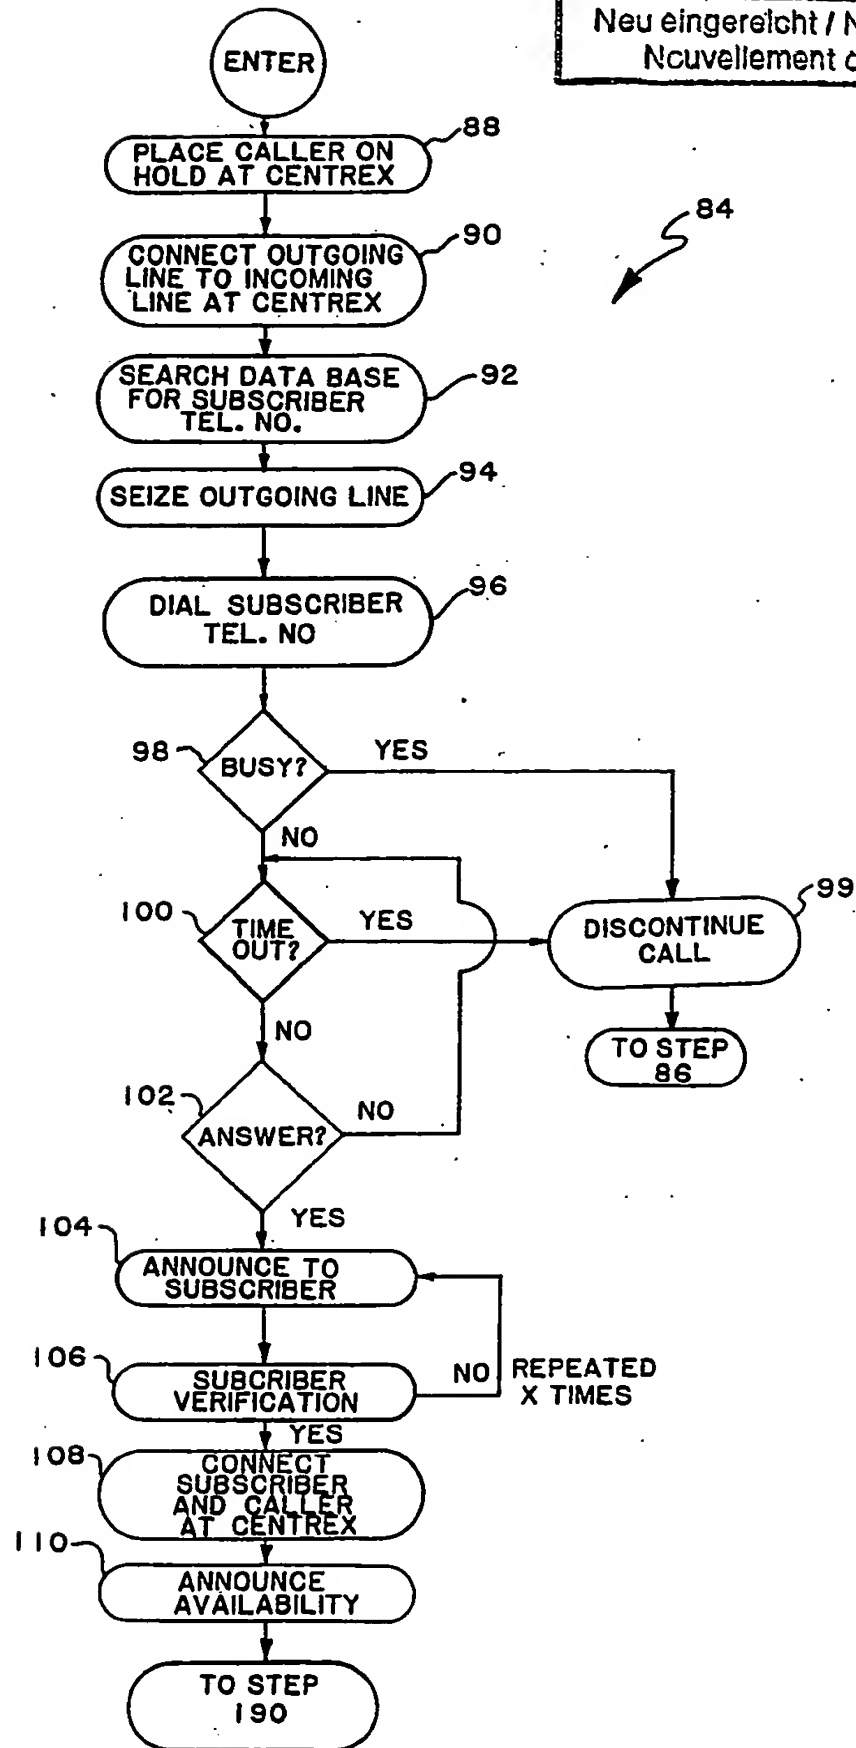 Neu eingereicht / N
Nouvellement d
ENTER
88
PLACE CALLER ON
HOLD AT CENTREX
84
90
CONNECT OUTGOING
LINE TO INCOMING
LINE AT CENTREX
92
SEARCH DATA BASE
FOR SUBSCRIBER
TEL. NO.
94
SEIZE OUTGOING LINE
96
DIAL SUBSCRIBER
TEL. NO
98
BUSY?
YES
NO
100
TIME
OUT?
YES
99
DISCONTINUE
CALL
NO
TO STEP
86
102
ANSWER?
NO
YES
104
ANNOUNCE TO
SUBSCRIBER
106
SUBCRIBER
VERIFICATION
NO
REPEATED
X TIMES
YES
108
CONNECT
SUBSCRIBER
AND CALLER
AT CENTREX
110
ANNOUNCE
AVAILABILITY
TO STEP
190